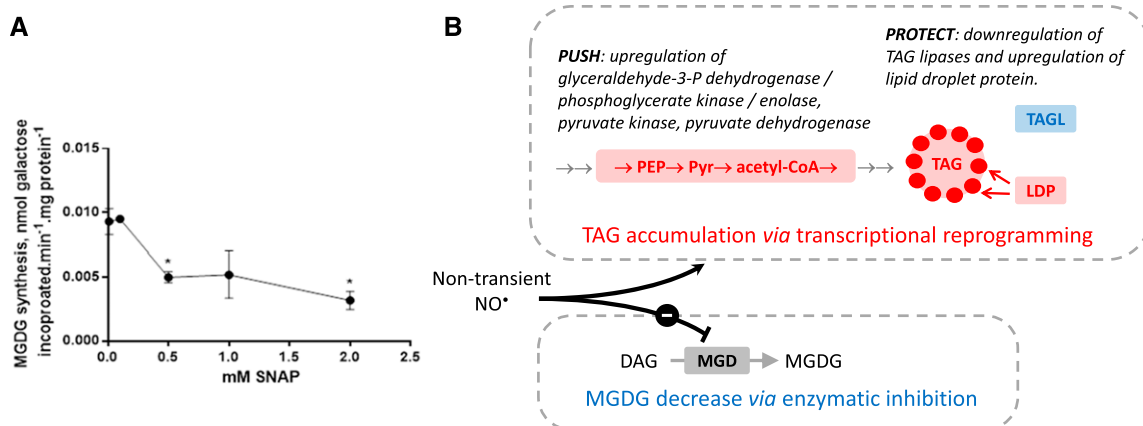 A
MGDG synthesis, nmol galactose
incoproated.min-1.mg protein-1
0.015
0.010
0.005
0.000
*
*
0.0 0.5 1.0 1.5 2.0 2.5
mM SNAP
B
PUSH: upregulation of
glyceraldehyde-3-P dehydrogenase /
phosphoglycerate kinase / enolase,
pyruvate kinase, pyruvate dehydrogenase
PROTECT: downregulation of
TAG lipases and upregulation of
lipid droplet protein.
TAGL
→→ → PEP→ Pyr→ acetyl-CoA→ →→
TAG
LDP
TAG accumulation via transcriptional reprogramming
Non-transient
NO•
−
DAG MGD MGDG
MGDG decrease via enzymatic inhibition